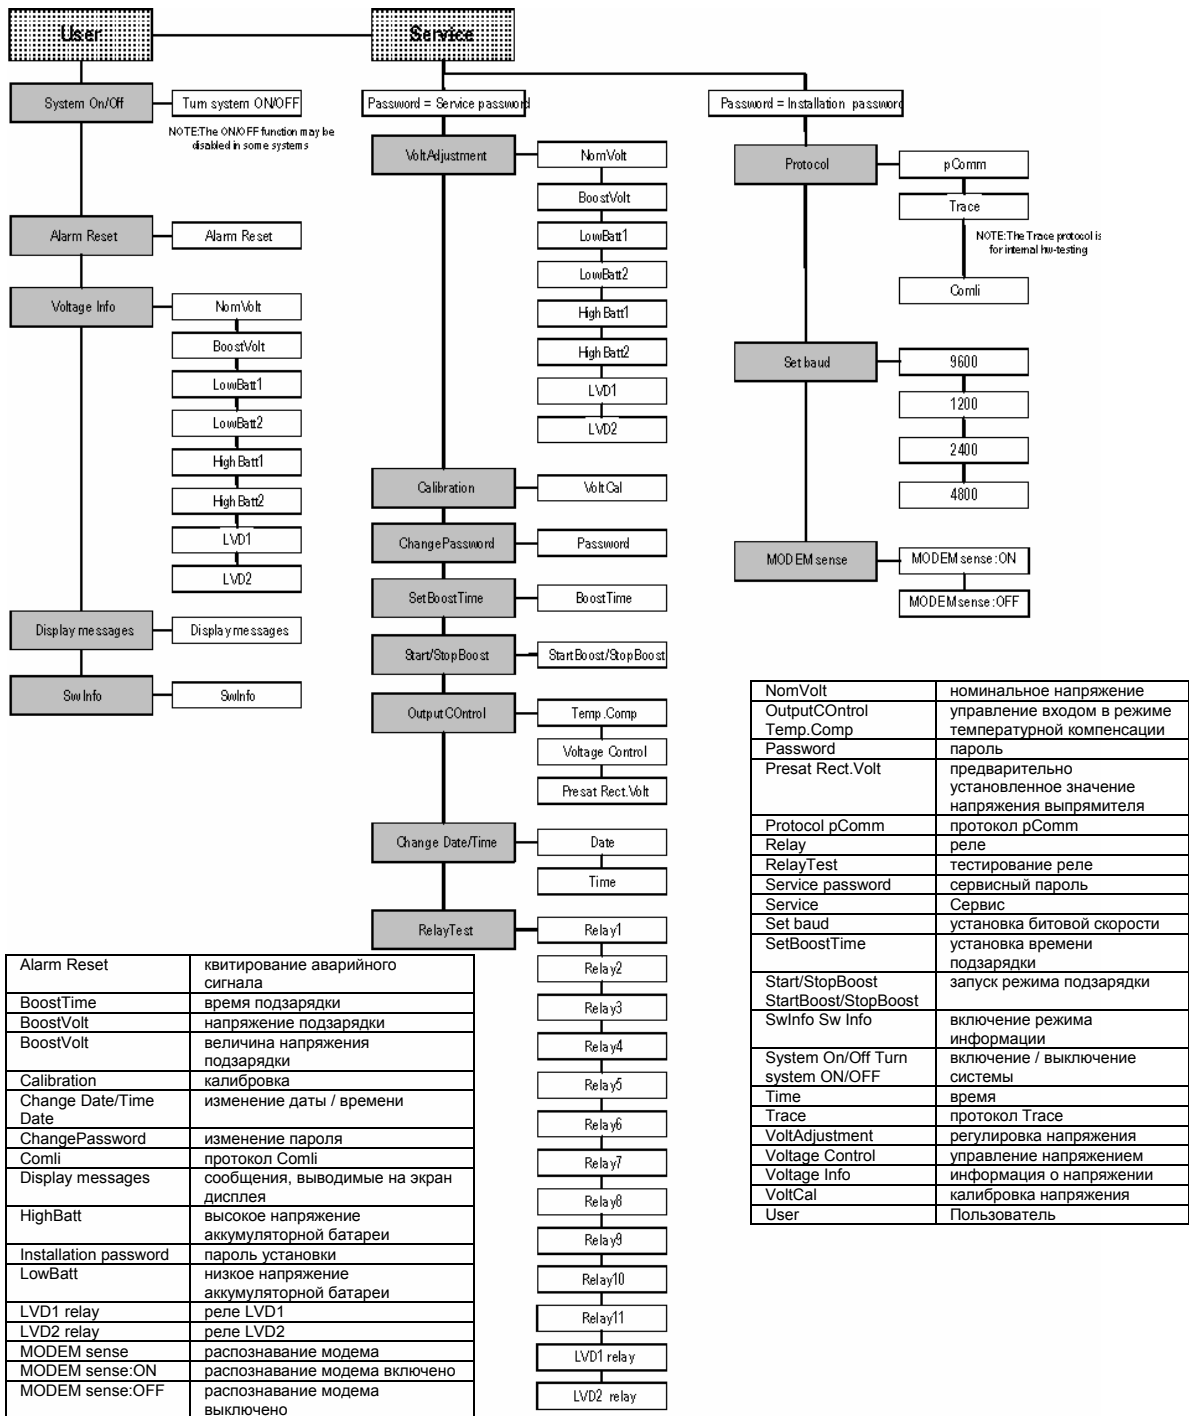 User
System On/Off
Turn system ON/OFF
NOTE:The ON/OFF function may be
disabled in some systems
Alarm Reset
Alarm Reset
Voltage Info
NomVolt
BoostVolt
LowBatt1
LowBatt2
High Batt1
High Batt2
LVD1
LVD2
Display messages
Display messages
Sw Info
SwInfo
Service
Password = Service password
VoltAdjustment
NomVolt
BoostVolt
LowBatt1
LowBatt2
High Batt1
High Batt2
LVD1
LVD2
Calibration
VoltCal
ChangePassword
Password
SetBoostTime
BoostTime
Start/StopBoost
StartBoost/StopBoost
OutputCOntrol
Temp.Comp
Voltage Control
Presat Rect.Volt
Change Date/Time
Date
Time
RelayTest
Relay1
Relay2
Relay3
Relay4
Relay5
Relay6
Relay7
Relay8
Relay9
Relay10
Relay11
LVD1 relay
LVD2 relay
Password = Installation password
Protocol
pComm
Trace
NOTE:The Trace protocol is
for internal hw-testing
Comli
Set baud
9600
1200
2400
4800
MODEM sense
MODEM sense:ON
MODEM sense:OFF
Alarm Reset квитирование аварийного
сигнала
BoostTime время подзарядки
BoostVolt напряжение подзарядки
BoostVolt величина напряжения
подзарядки
Calibration калибровка
Change Date/Time изменение даты / времени
Date
ChangePassword изменение пароля
Comli протокол Comli
Display messages сообщения, выводимые на экран
дисплея
HighBatt высокое напряжение
аккумуляторной батареи
Installation password пароль установки
LowBatt низкое напряжение
аккумуляторной батареи
LVD1 relay реле LVD1
LVD2 relay реле LVD2
MODEM sense распознавание модема
MODEM sense:ON распознавание модема включено
MODEM sense:OFF распознавание модема
выключено
NomVolt номинальное напряжение
OutputCOntrol управление входом в режиме
Temp.Comp температурной компенсации
Password пароль
Presat Rect.Volt предварительно
установленное значение
напряжения выпрямителя
Protocol pComm протокол pComm
Relay реле
RelayTest тестирование реле
Service password сервисный пароль
Service Сервис
Set baud установка битовой скорости
SetBoostTime установка времени
подзарядки
Start/StopBoost запуск режима подзарядки
StartBoost/StopBoost
SwInfo Sw Info включение режима
информации
System On/Off Turn включение / выключение
system ON/OFF системы
Time время
Trace протокол Trace
VoltAdjustment регулировка напряжения
Voltage Control управление напряжением
Voltage Info информация о напряжении
VoltCal калибровка напряжения
User Пользователь